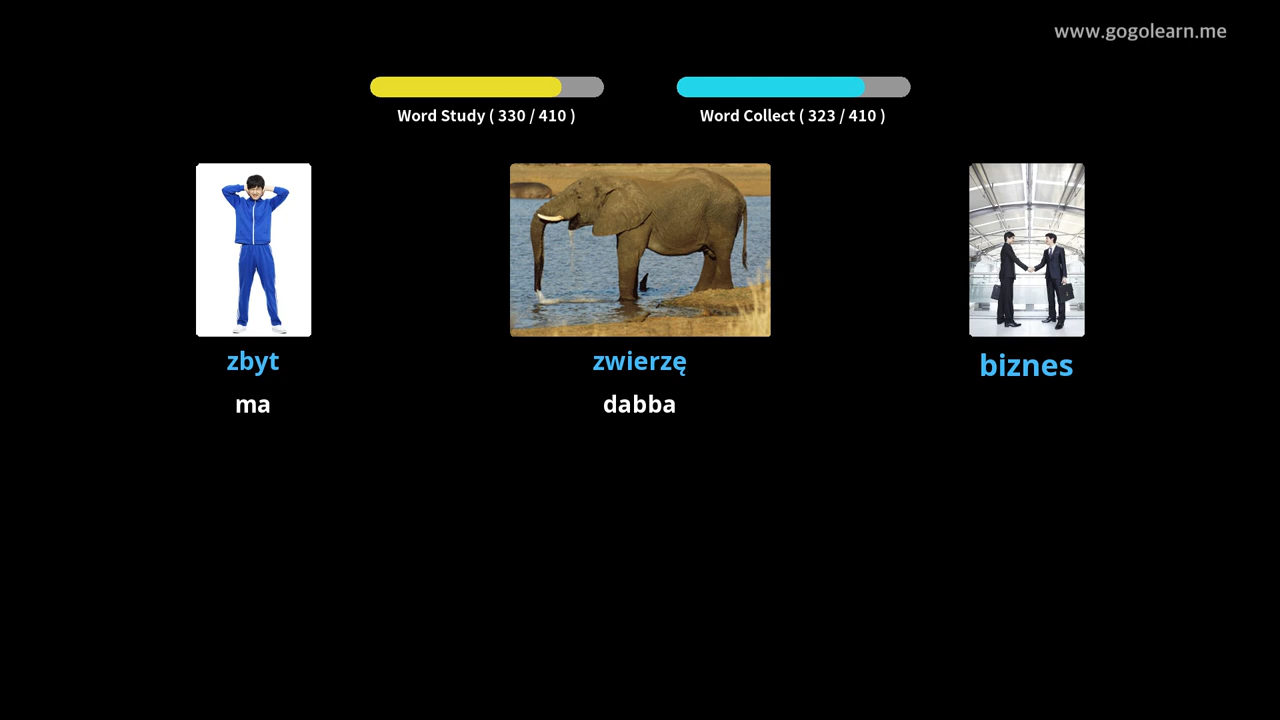 www.gogolearn.me
Word Study ( 330 / 410 )
Word Collect ( 323 / 410 )
zbyt
zwierzę
biznes
ma
dabba